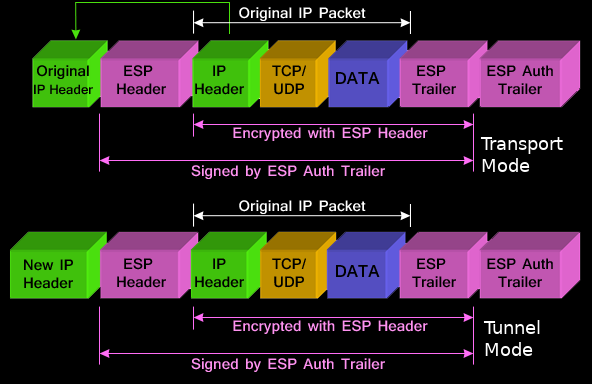 Original IP Packet
Original
IP Header
ESP
Header
IP
Header
TCP/
UDP
DATA
ESP
Trailer
ESP Auth
Trailer
Encrypted with ESP Header
Signed by ESP Auth Trailer
Transport
Mode
Original IP Packet
New IP
Header
ESP
Header
IP
Header
TCP/
UDP
DATA
ESP
Trailer
ESP Auth
Trailer
Encrypted with ESP Header
Signed by ESP Auth Trailer
Tunnel
Mode